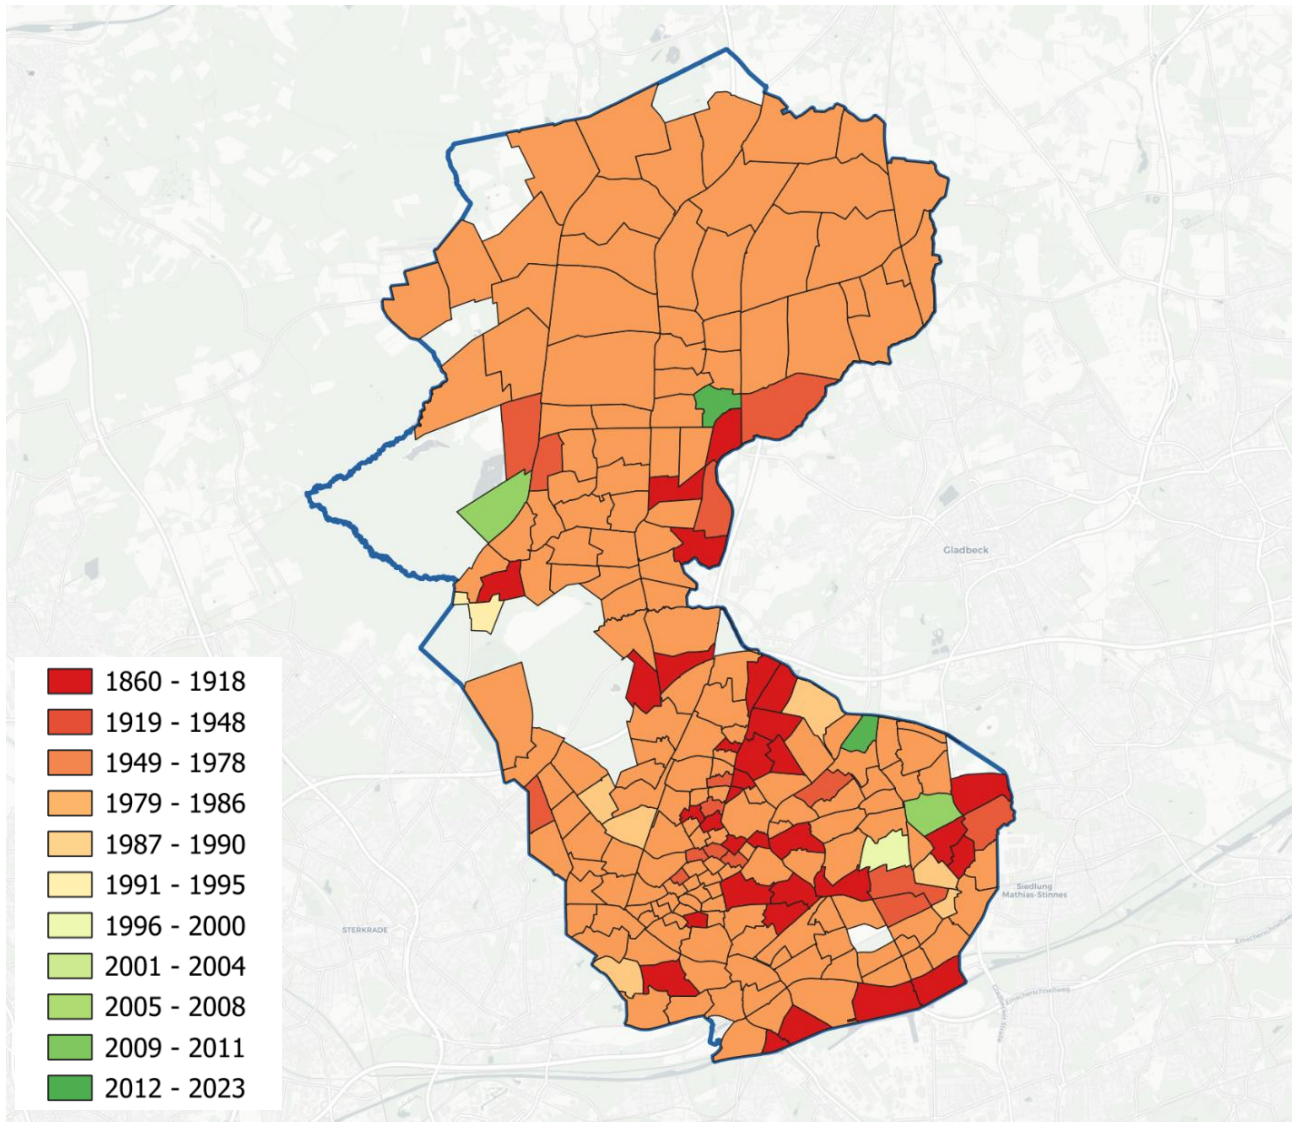 Gladbeck
1860 - 1918
1919 - 1948
1949 - 1978
1979 - 1986
1987 - 1990
1991 - 1995
1996 - 2000
2001 - 2004
2005 - 2008
2009 - 2011
2012 - 2023
Siedlung
Mathias-Stinnes
STERKRADE
Emscherschnellweg